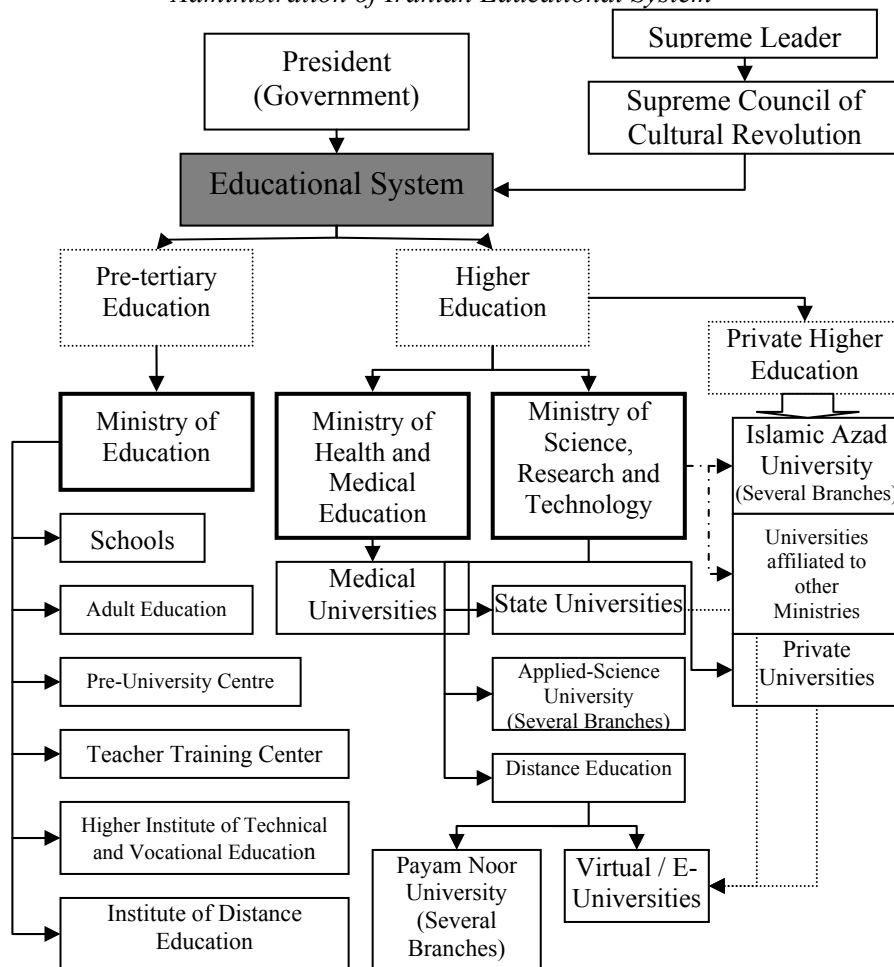 Administration of Iranian Educational System
President
(Government)
Supreme Leader
Supreme Council of
Cultural Revolution
Educational System
Pre-tertiary
Education
Higher
Education
Private Higher
Education
Ministry of
Education
Ministry of
Health and
Medical
Education
Ministry of
Science,
Research and
Technology
Islamic Azad
University
(Several Branches)
Universities
affiliated to
other
Ministries
Private
Universities
Schools
Adult Education
Pre-University Centre
Teacher Training Center
Higher Institute of Technical
and Vocational Education
Institute of Distance
Education
Medical
Universities
State Universities
Applied-Science
University
(Several Branches)
Distance Education
Payam Noor
University
(Several
Branches)
Virtual / E-
Universities